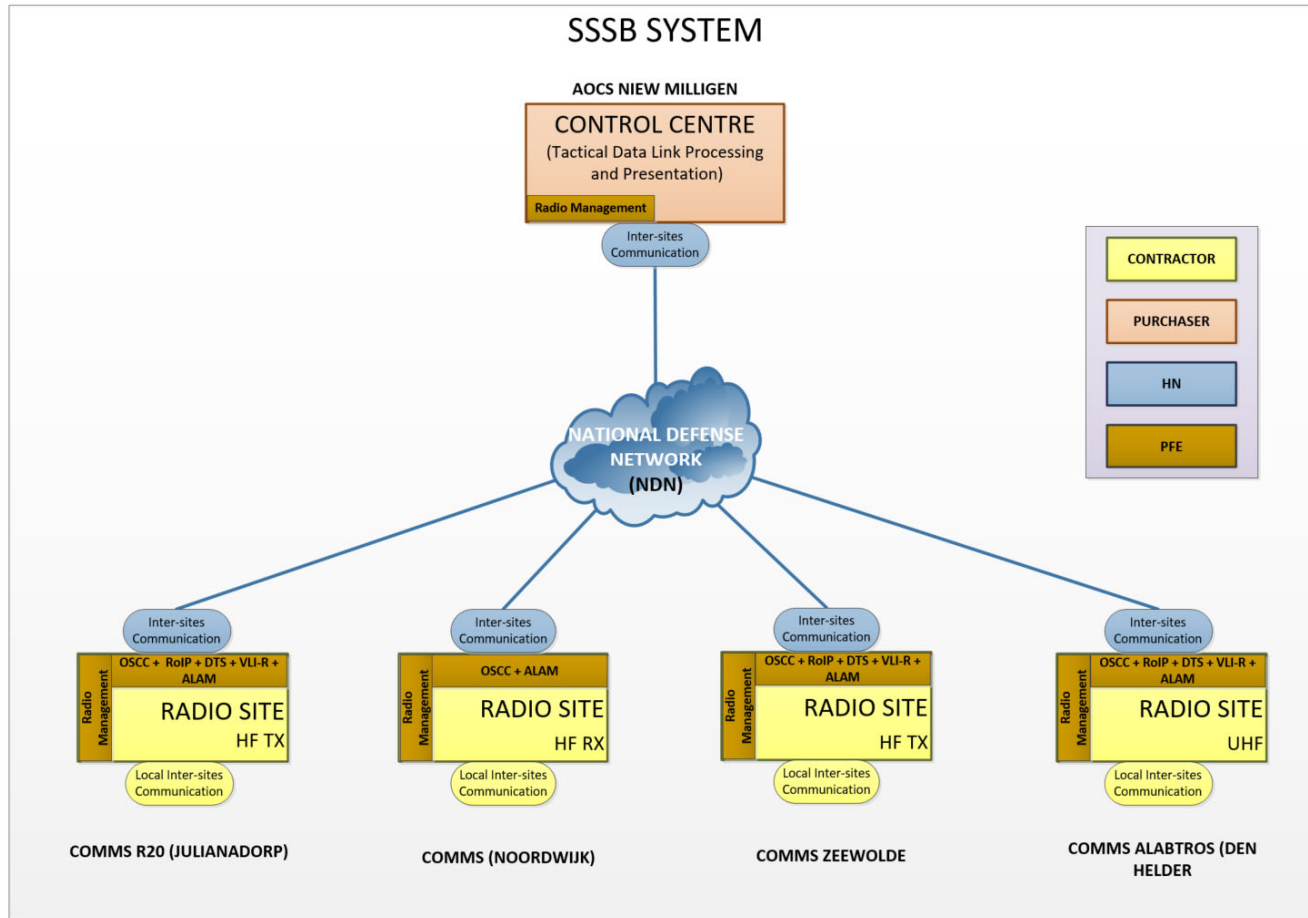 SSSB SYSTEM
AOCS NIEW MILLIGEN
CONTROL CENTRE
(Tactical Data Link Processing
and Presentation)
Radio Management
Inter-sites
Communication
CONTRACTOR
PURCHASER
HN
PFE
NATIONAL DEFENSE
NETWORK
(NDN)
Inter-sites
Communication
OSCC + RoIP + DTS + VLI-R +
ALAM
Radio
Management
RADIO SITE
HF TX
Local Inter-sites
Communication
COMMS R20 (JULIANADORP)
Inter-sites
Communication
OSCC + ALAM
Radio
Management
RADIO SITE
HF RX
Local Inter-sites
Communication
COMMS (NOORDWIJK)
Inter-sites
Communication
OSCC + RoIP + DTS + VLI-R +
ALAM
Radio
Management
RADIO SITE
HF TX
Local Inter-sites
Communication
COMMS ZEEWOLDE
Inter-sites
Communication
OSCC + RoIP + DTS + VLI-R +
ALAM
Radio
Management
RADIO SITE
UHF
Local Inter-sites
Communication
COMMS ALABTROS (DEN
HELDER